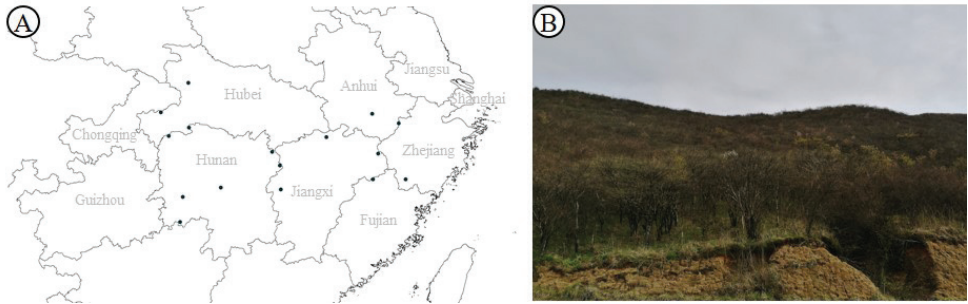 A
B
Jiangsu
Anhui
Hubei
Shanghai
Chongqing
Zhejiang
Hunan
Guizhou
Jiangxi
Fujian